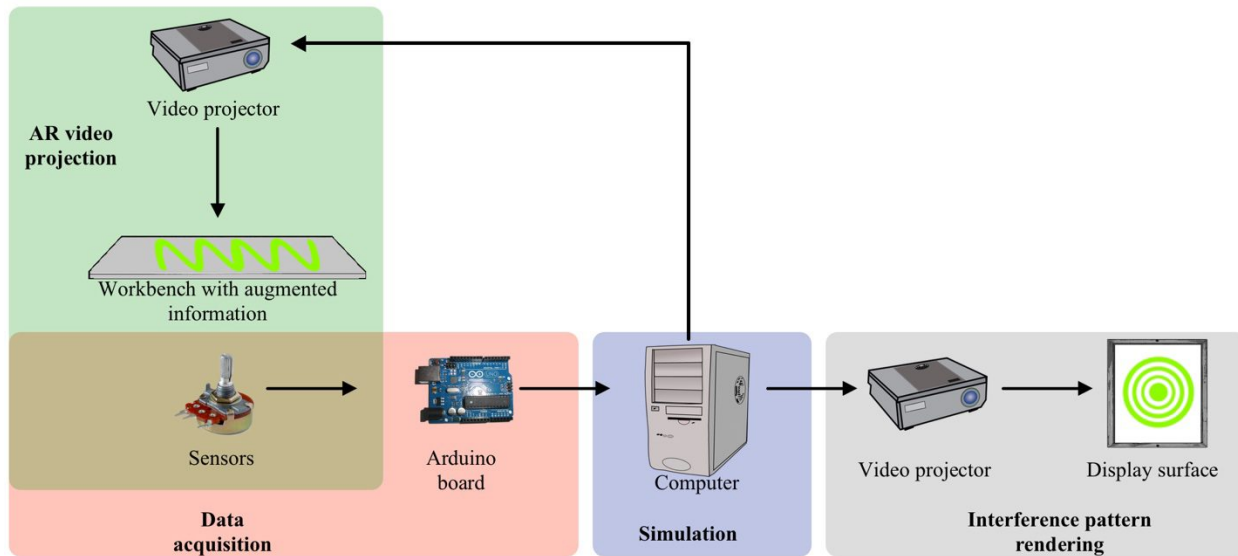 Video projector
AR video
projection
Workbench with augmented
information
Sensors
Arduino
board
Data
acquisition
Computer
Simulation
Video projector
Display surface
Interference pattern
rendering